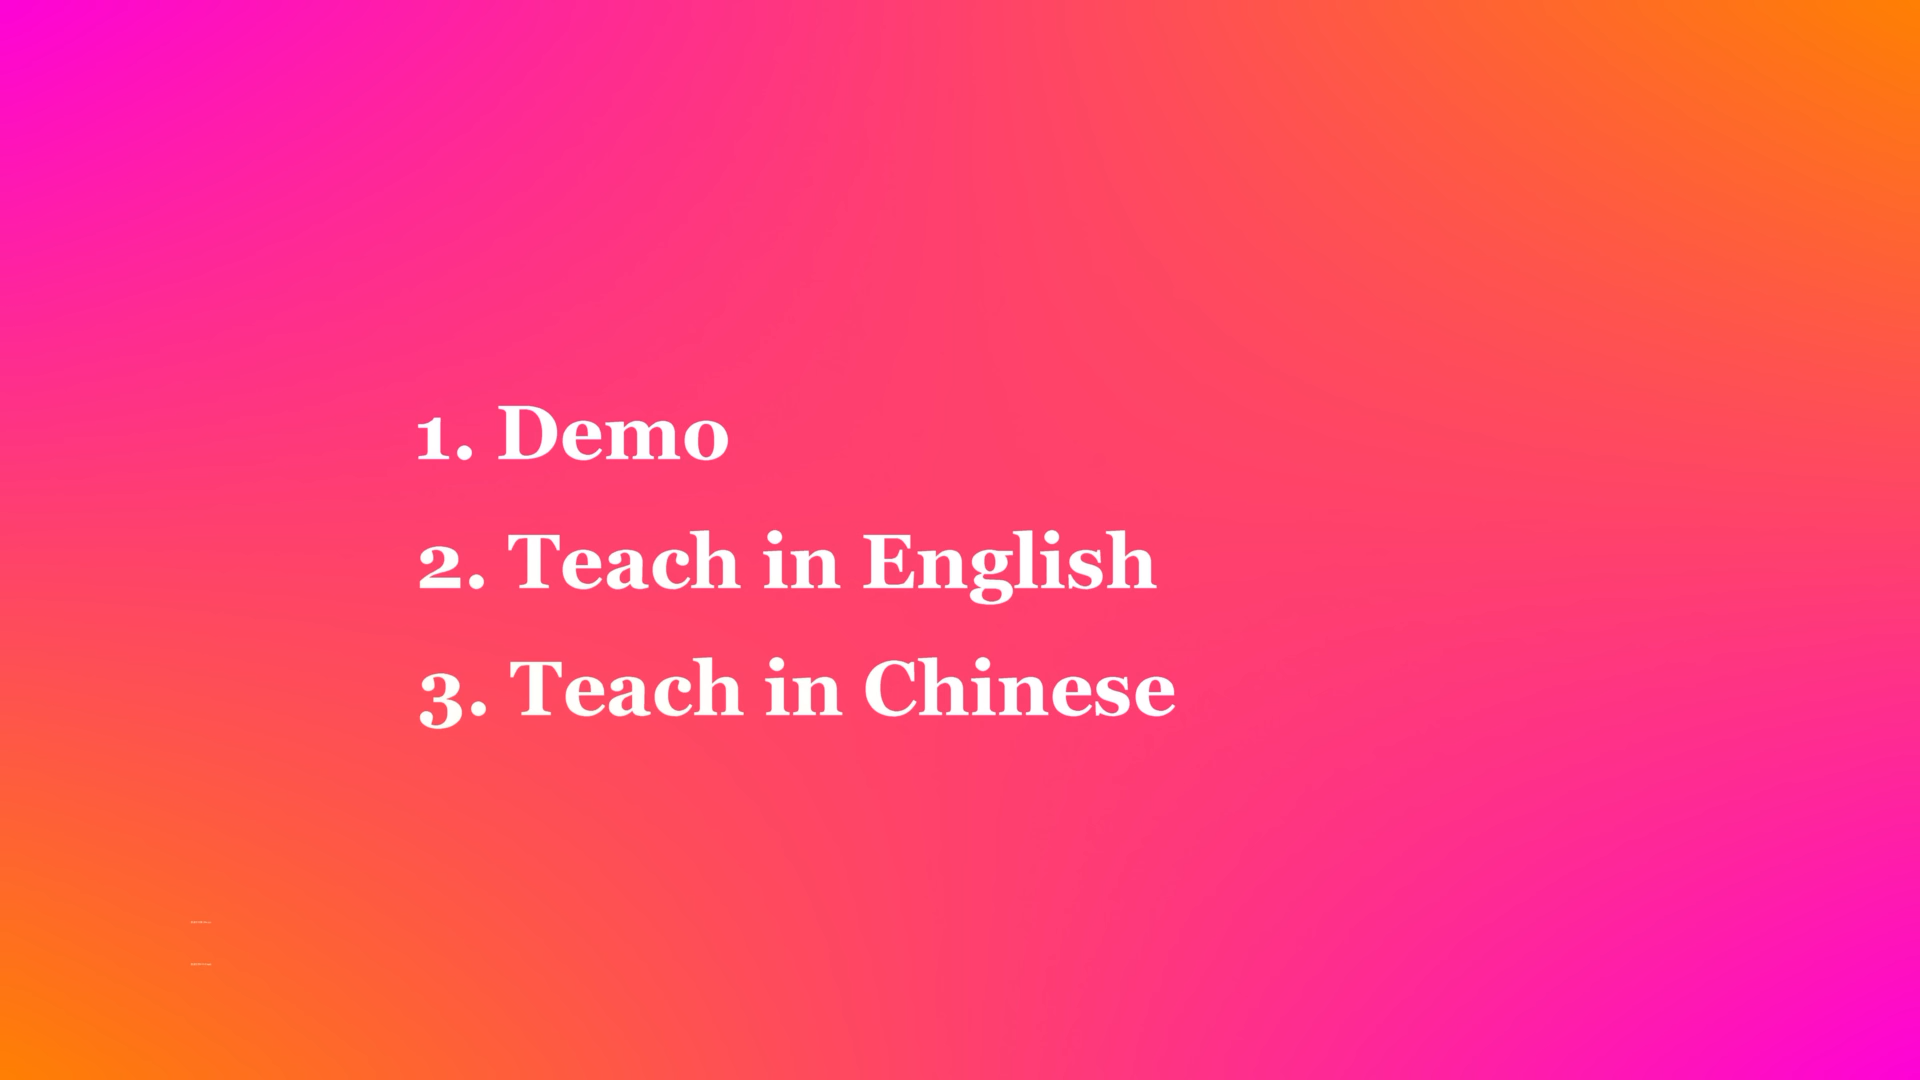 1. Demo
2. Teach in English
3. Teach in Chinese